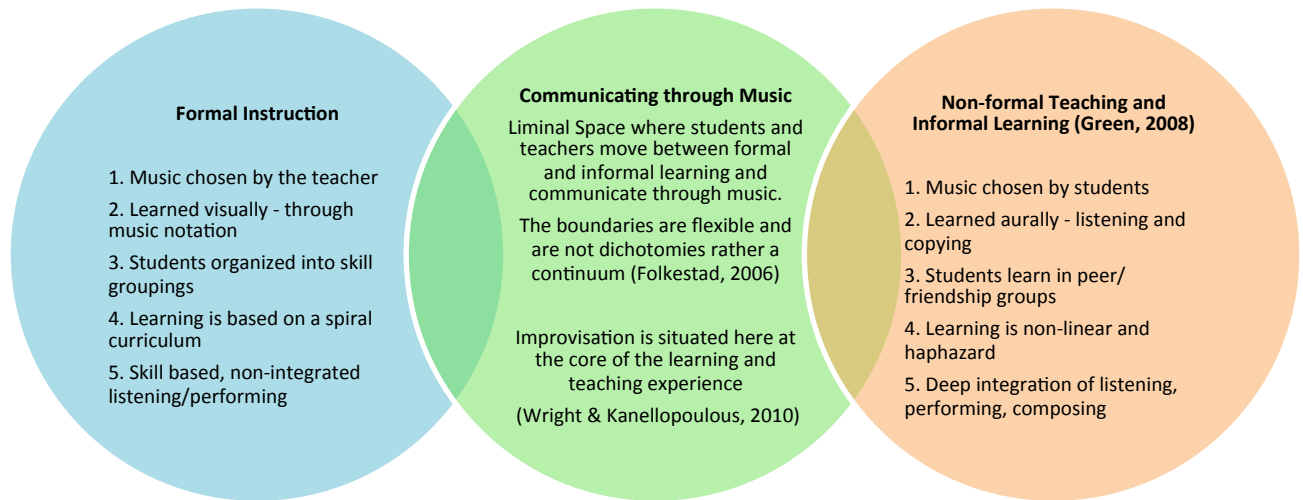 Formal Instruction
1. Music chosen by the teacher
2. Learned visually - through
music notation
3. Students organized into skill
groupings
4. Learning is based on a spiral
curriculum
5. Skill based, non-integrated
listening/performing
Communicating through Music
Liminal Space where students and
teachers move between formal
and informal learning and
communicate through music.
The boundaries are flexible and
are not dichotomies rather a
continuum (Folkestad, 2006)
Improvisation is situated here at
the core of the learning and
teaching experience
(Wright & Kanellopoulous, 2010)
Non-formal Teaching and
Informal Learning (Green, 2008)
1. Music chosen by students
2. Learned aurally - listening and
copying
3. Students learn in peer/
friendship groups
4. Learning is non-linear and
haphazard
5. Deep integration of listening,
performing, composing